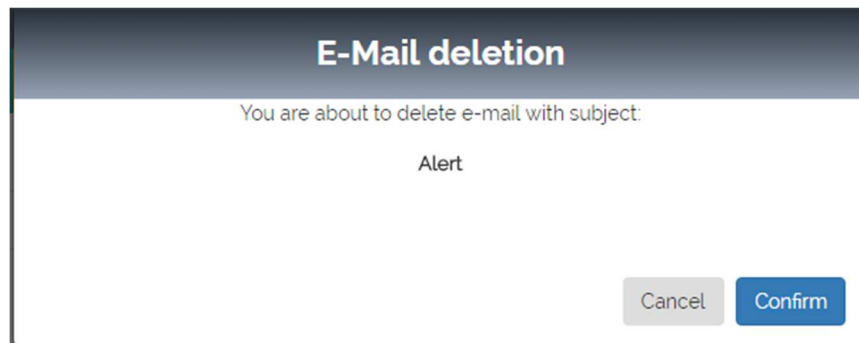 E-Mail deletion
You are about to delete e-mail with subject:
Alert
Cancel Confirm